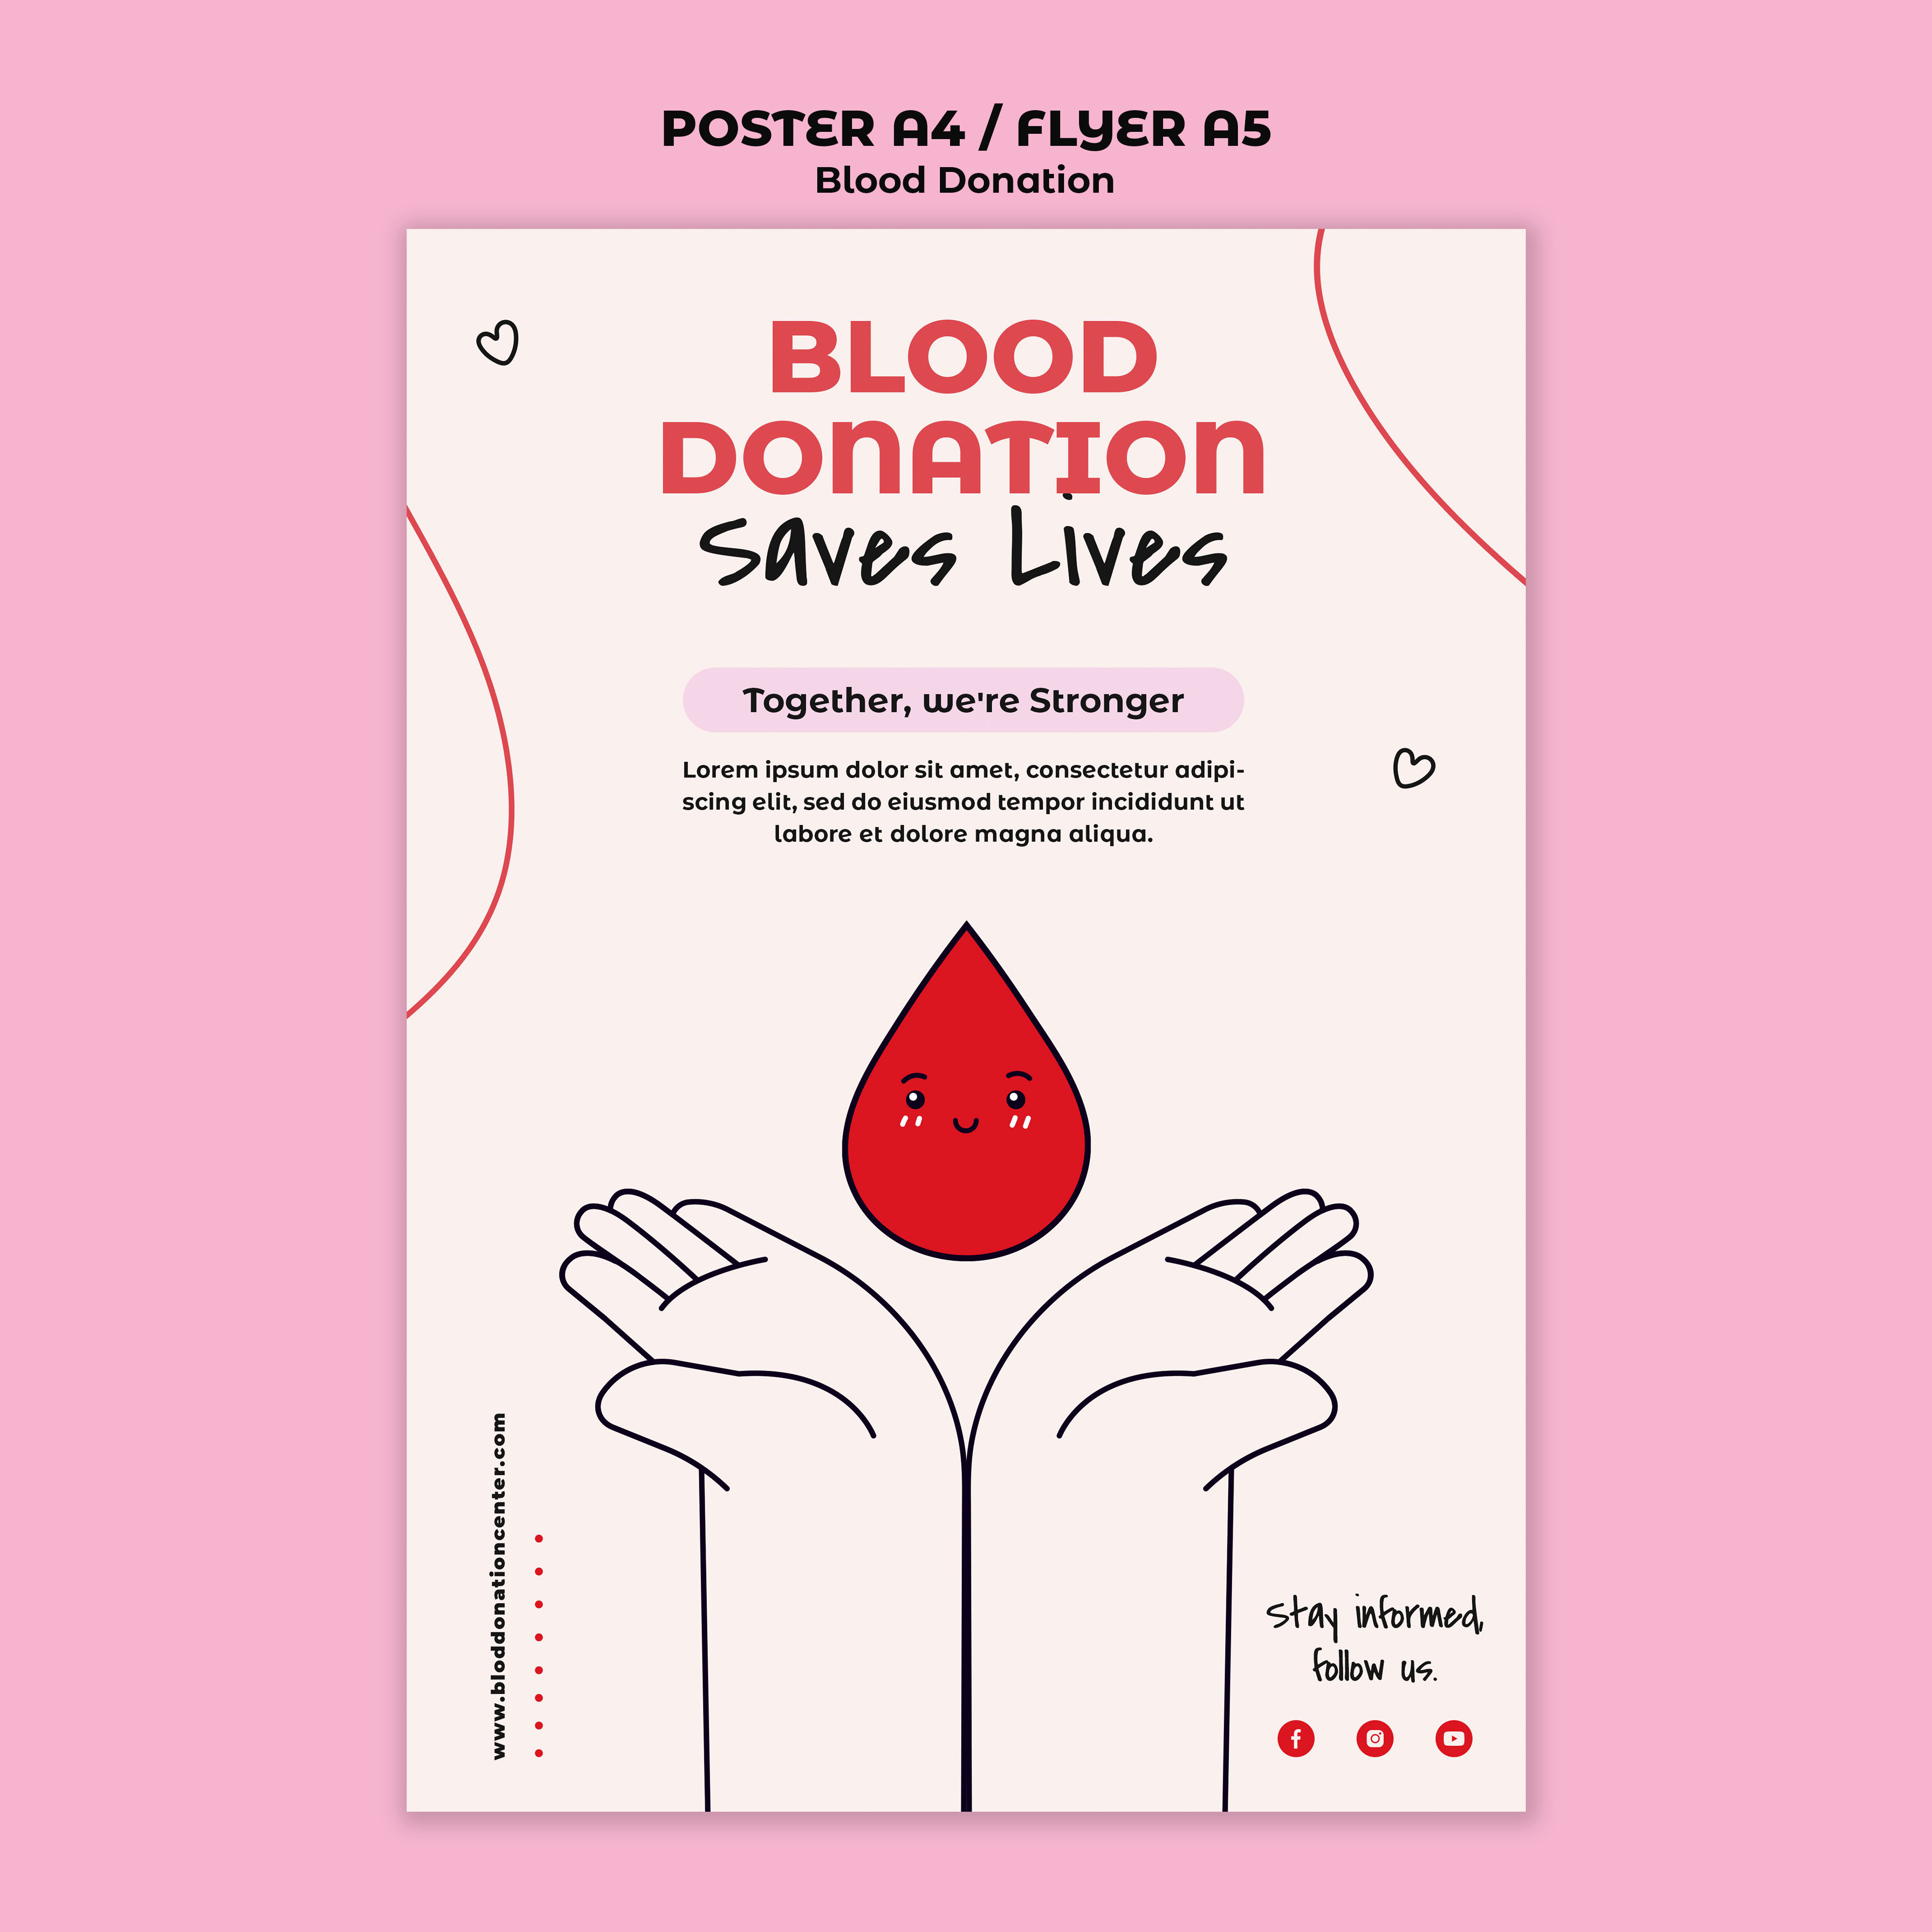 POSTER A4 / FLYER A5
Blood Donation
BLOOD
DONATION
Saves Lives
Together, we're Stronger
Lorem ipsum dolor sit amet, consectetur adipi-
scing elit, sed do eiusmod tempor incididunt ut
labore et dolore magna aliqua.
www.bloddonationcenter.com
stay informed,
follow us.